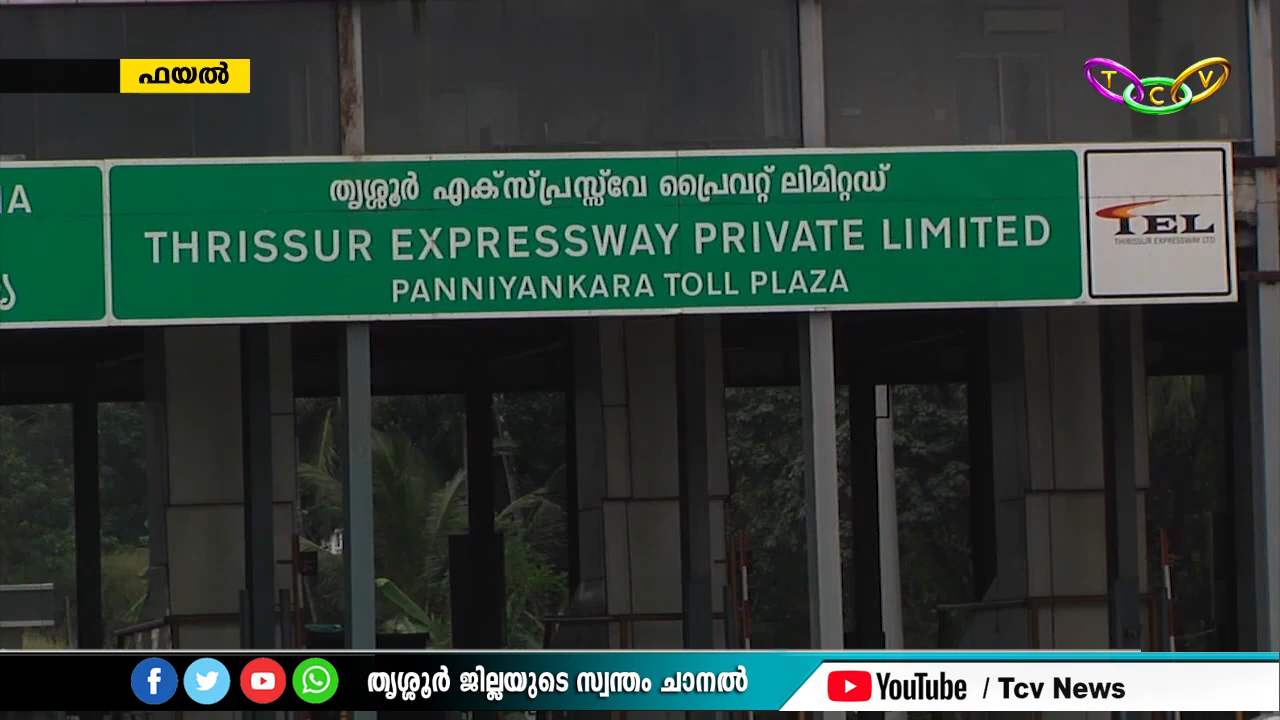 ഫയൽ
T C V
IA
തൃശ്ശൂർ എക്സ്പ്രസ്സ്‌വേ പ്രൈവറ്റ് ലിമിറ്റഡ്
THRISSUR EXPRESSWAY PRIVATE LIMITED
PANNIYANKARA TOLL PLAZA
TEL
THRISSUR EXPRESSWAY LTD
തൃശ്ശൂർ ജില്ലയുടെ സ്വന്തം ചാനൽ
YouTube / Tcv News